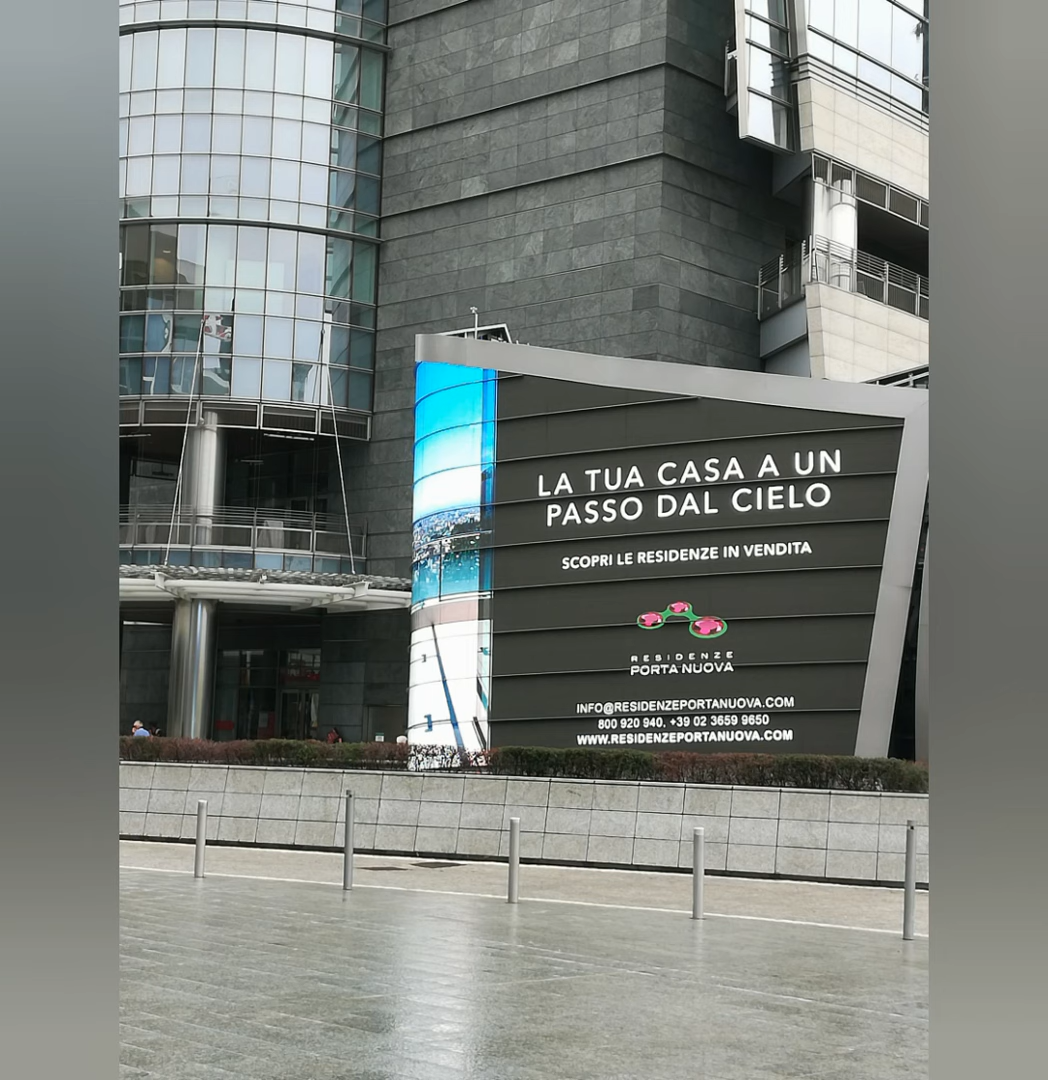 LA TUA CASA A UN
PASSO DAL CIELO
SCOPRI LE RESIDENZE IN VENDITA
RESIDENZE
PORTA NUOVA
INFO@RESIDENZEPORTANUOVA.COM
800 920 940, +39 02 3659 9650
WWW.RESIDENZEPORTANUOVA.COM